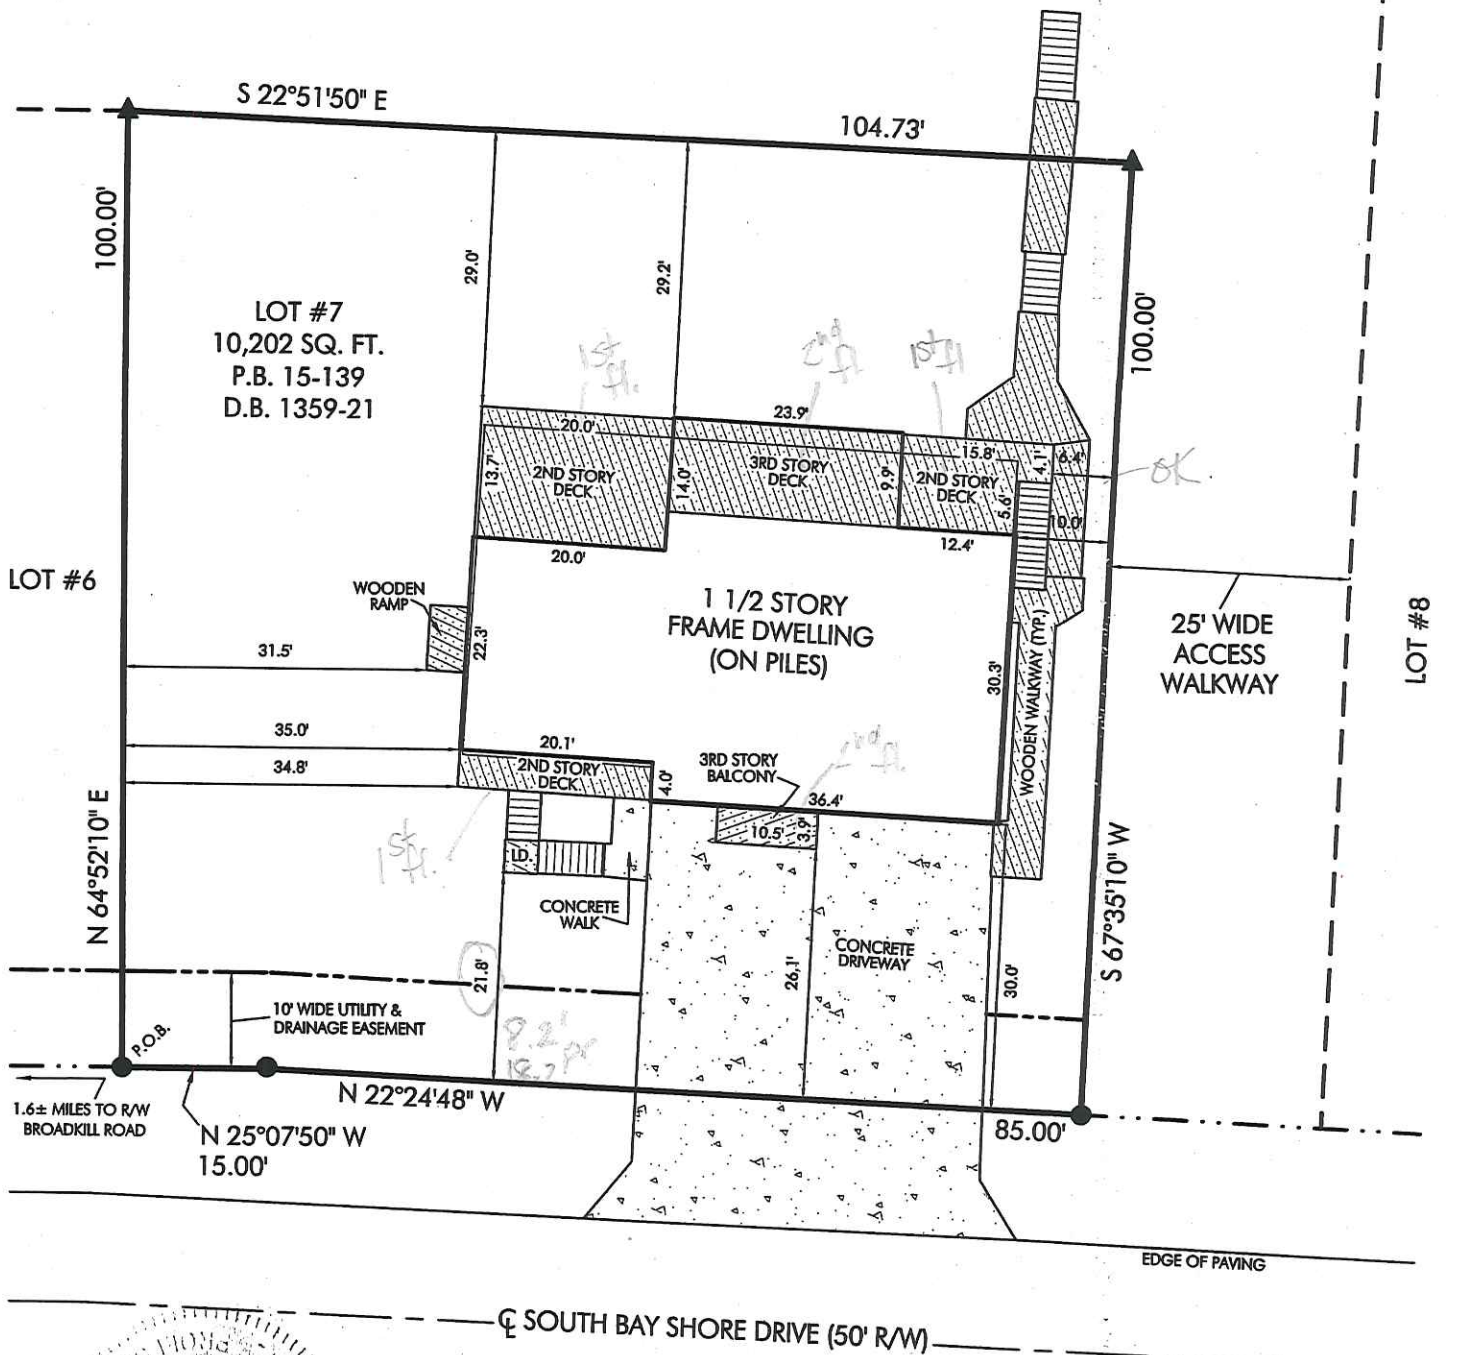 S 22°51'50" E
104.73'
100.00'
29.0'
29.2'
LOT #7
10,202 SQ. FT.
P.B. 15-139
D.B. 1359-21
100.00'
1st
fl.
2nd
fl
1st fl
23.9'
20.0'
15.8'
4.1'
6.4'
OK.
13.7'
2ND STORY
DECK
14.0'
3RD STORY
DECK
9.9'
2ND STORY
DECK
5.6'
10.0'
12.4'
20.0'
LOT #6
WOODEN
RAMP
22.3'
1 1/2 STORY
FRAME DWELLING
(ON PILES)
30.3'
WOODEN WALKWAY (TYP.)
25' WIDE
ACCESS
WALKWAY
LOT #8
31.5'
35.0'
34.8'
20.1'
2ND STORY
DECK
4.0'
3RD STORY
BALCONY
2nd
fl.
36.4'
10.5'
3.9'
1st
fl.
LD.
CONCRETE
WALK
CONCRETE
DRIVEWAY
N 64°52'10" E
S 67°35'10" W
21.8'
26.1'
30.0'
10' WIDE UTILITY &
DRAINAGE EASEMENT
8.2'
P.O.B.
1.6± MILES TO R/W
BROADKILL ROAD
N 25°07'50" W
15.00'
N 22°24'48" W
85.00'
EDGE OF PAVING
℄ SOUTH BAY SHORE DRIVE (50' R/W)